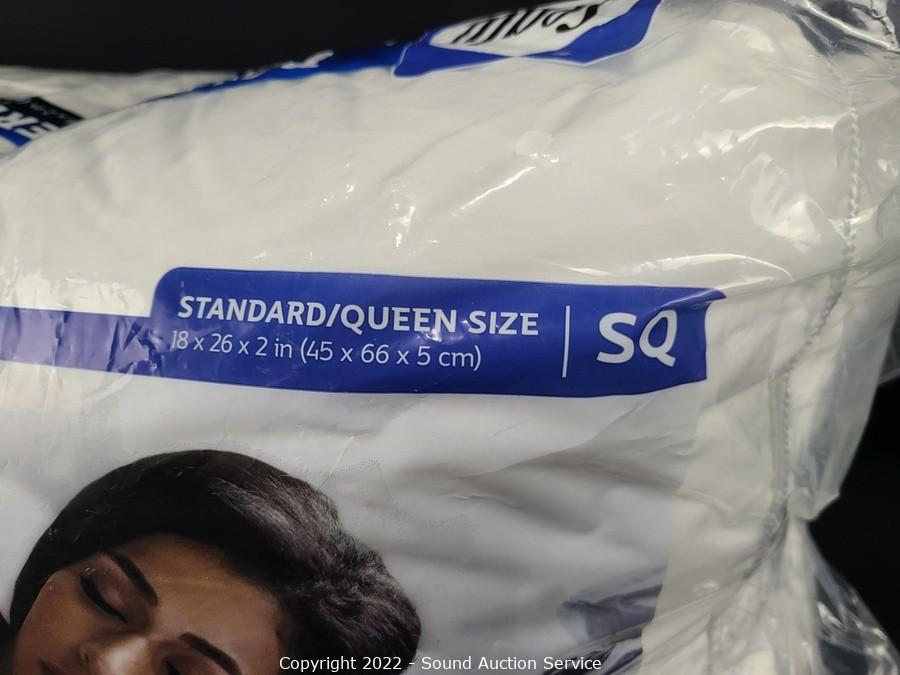 STANDARD/QUEEN SIZE
18 x 26 x 2 in (45 x 66 x 5 cm)
SQ
Copyright 2022 - Sound Auction Service